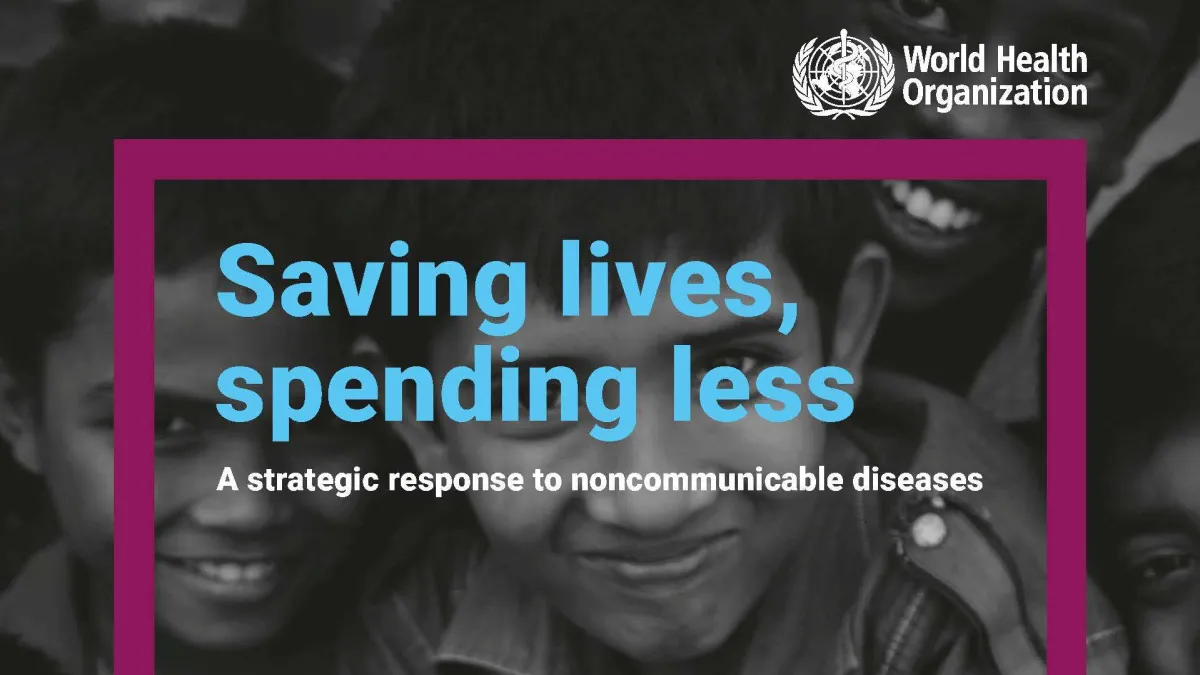 World Health
Organization
Saving lives,
spending less
A strategic response to noncommunicable diseases